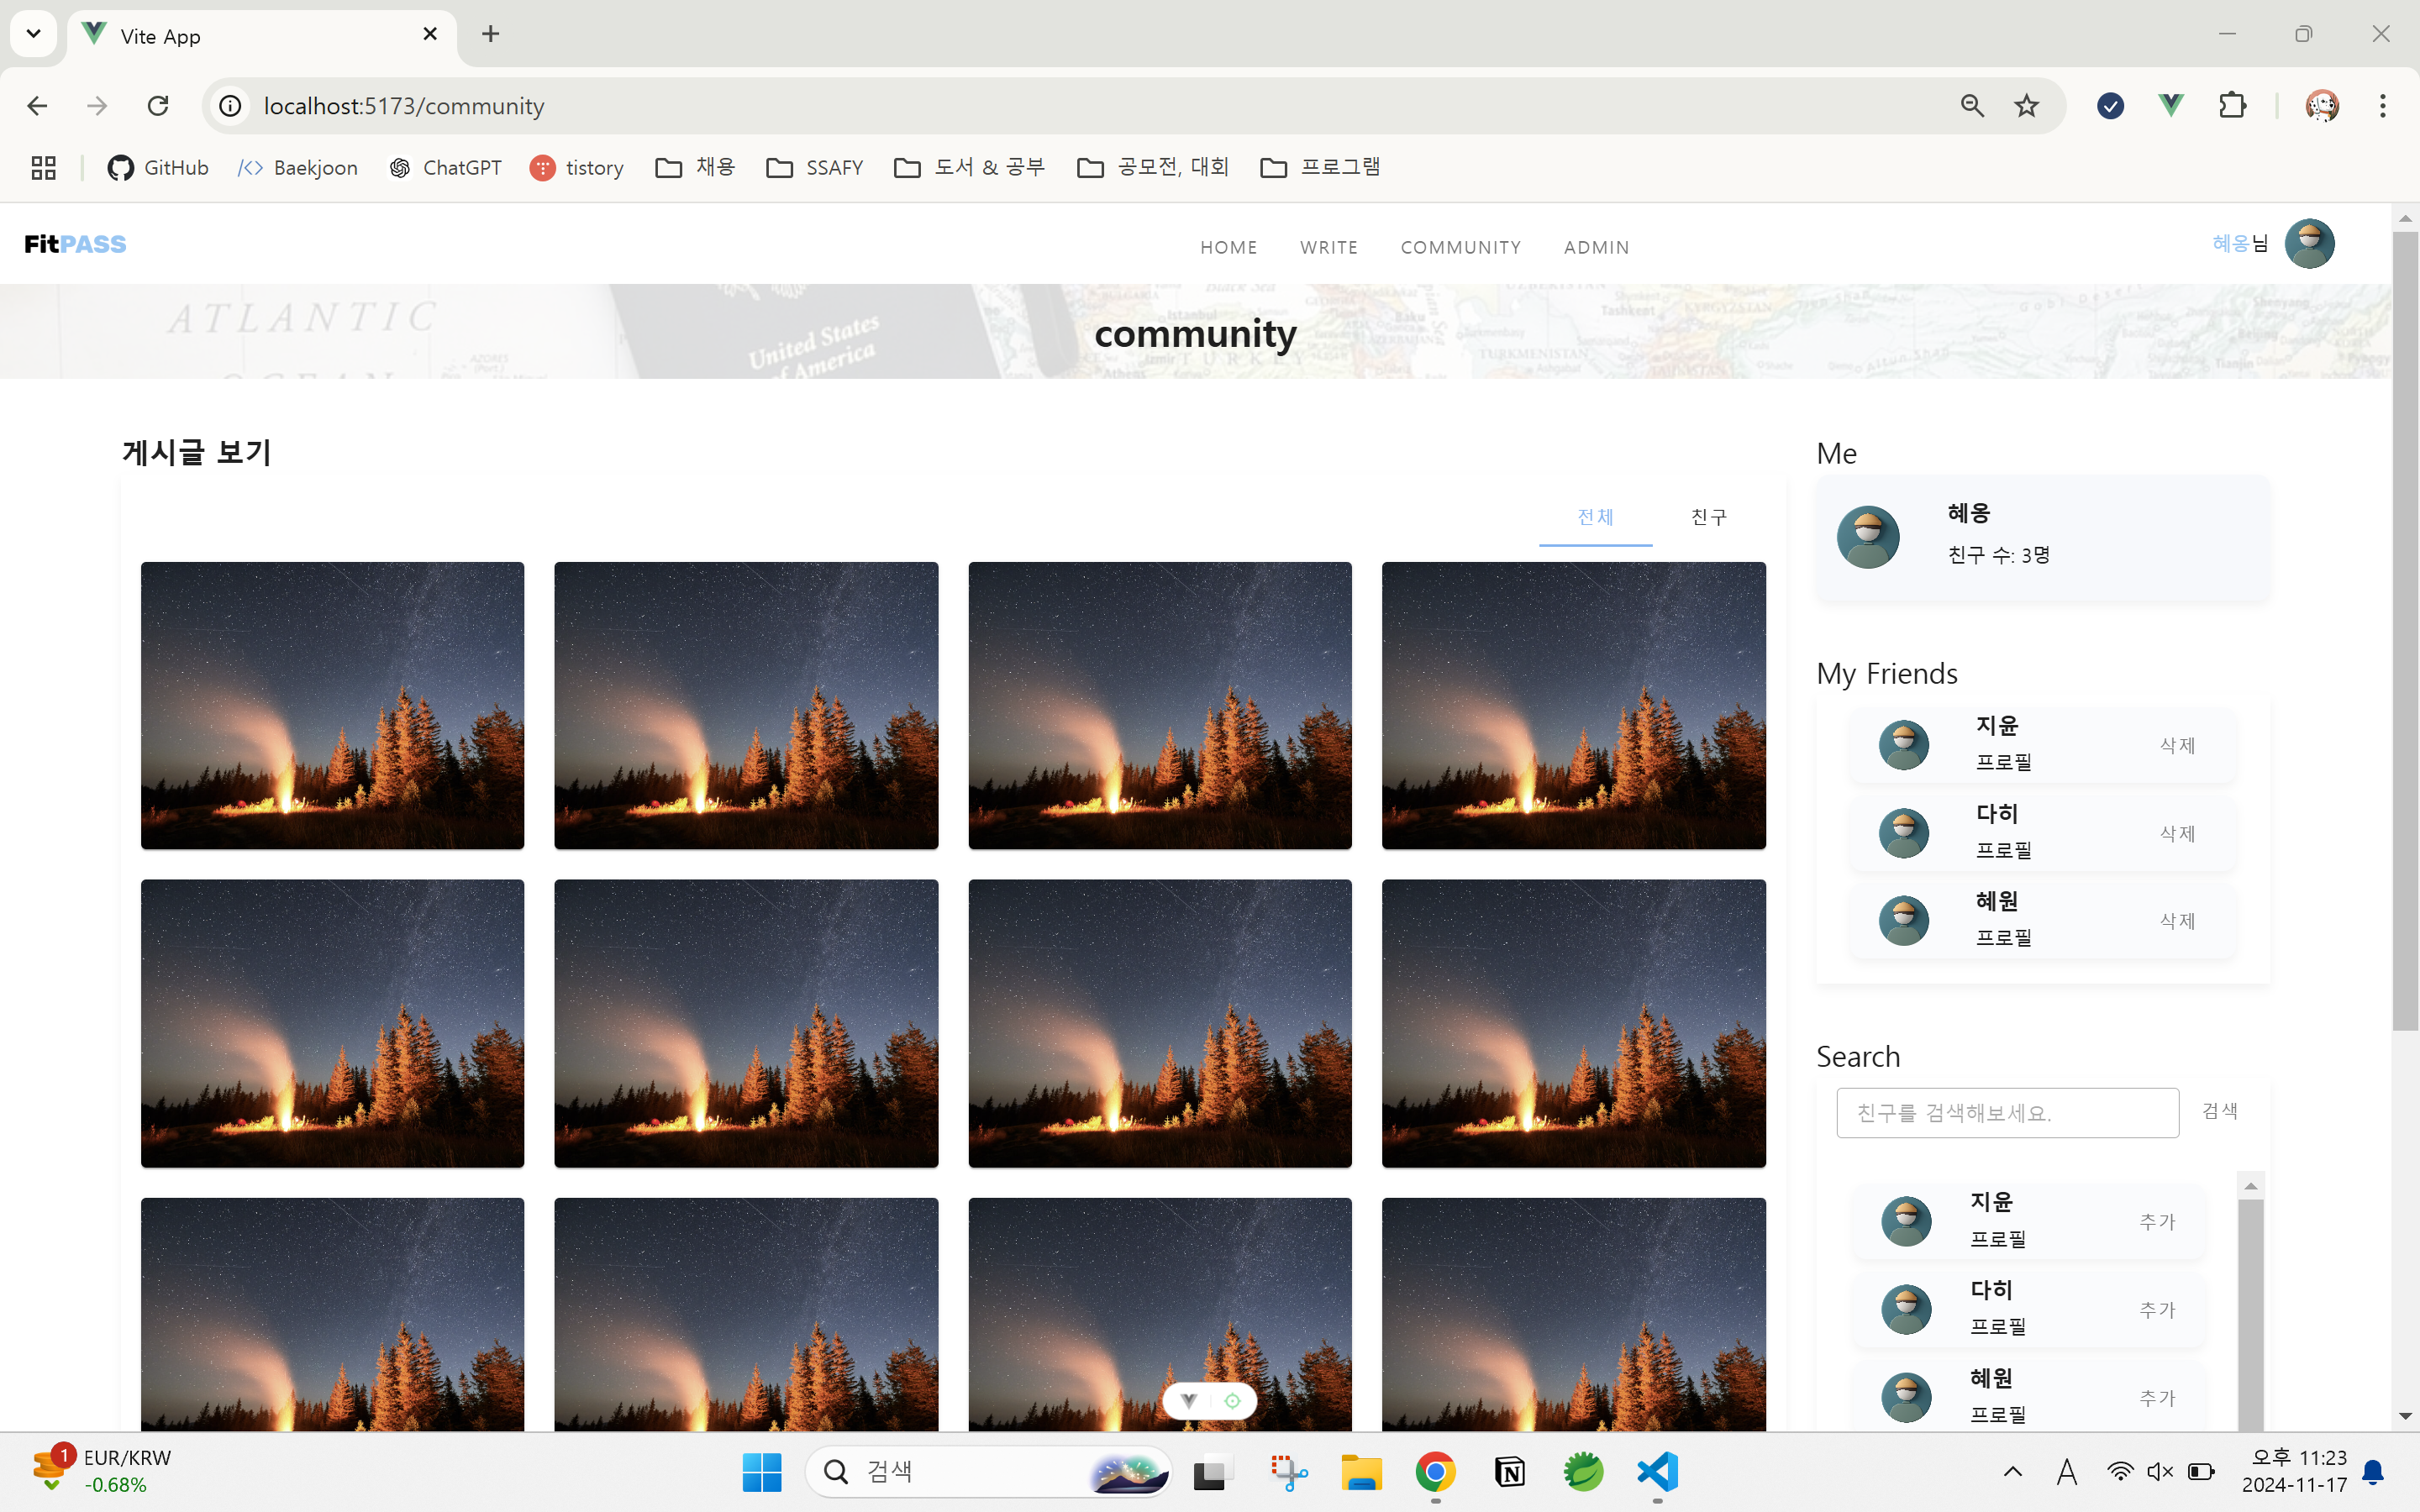 Vite App
localhost:5173/community
GitHub
Baekjoon
ChatGPT
tistory
채용
SSAFY
도서 & 공부
공모전, 대회
프로그램
FitPASS
HOME
WRITE
COMMUNITY
ADMIN
혜옹님
ATLANTIC
OCEAN
United States
of America
community
게시글 보기
전체
친구
Me
혜옹
친구 수: 3명
My Friends
지윤
프로필
삭제
다히
프로필
삭제
혜원
프로필
삭제
Search
친구를 검색해보세요.
검색
지윤
프로필
추가
다히
프로필
추가
혜원
프로필
추가
1
EUR/KRW
-0.68%
검색
A
오후 11:23
2024-11-17